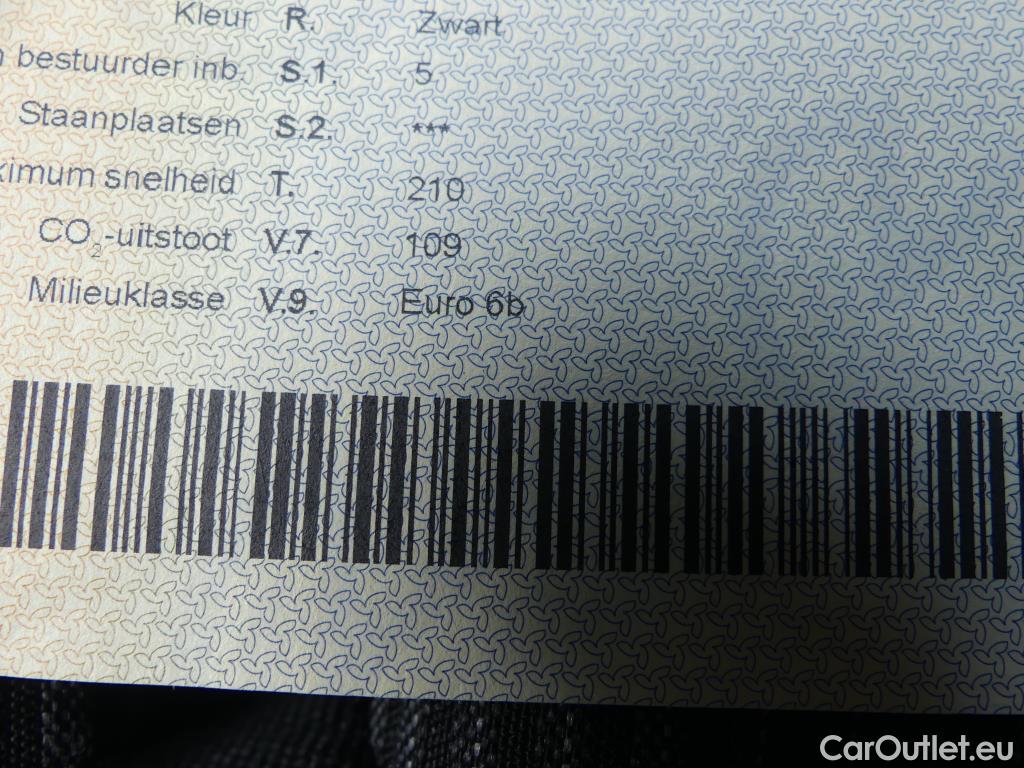 Kleur R. Zwart
bestuurder inb. S.1. 5
Staanplaatsen S.2. ***
ximum snelheid T. 210
CO₂-uitstoot V.7. 109
Milieuklasse V.9. Euro 6b
CarOutlet.eu